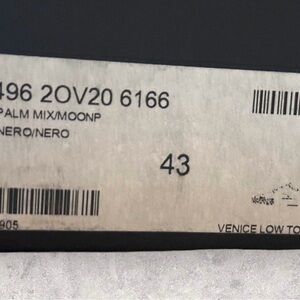 496 2OV20 6166
PALM MIX/MOONP
NERO/NERO
43
905
VENICE LOW TO